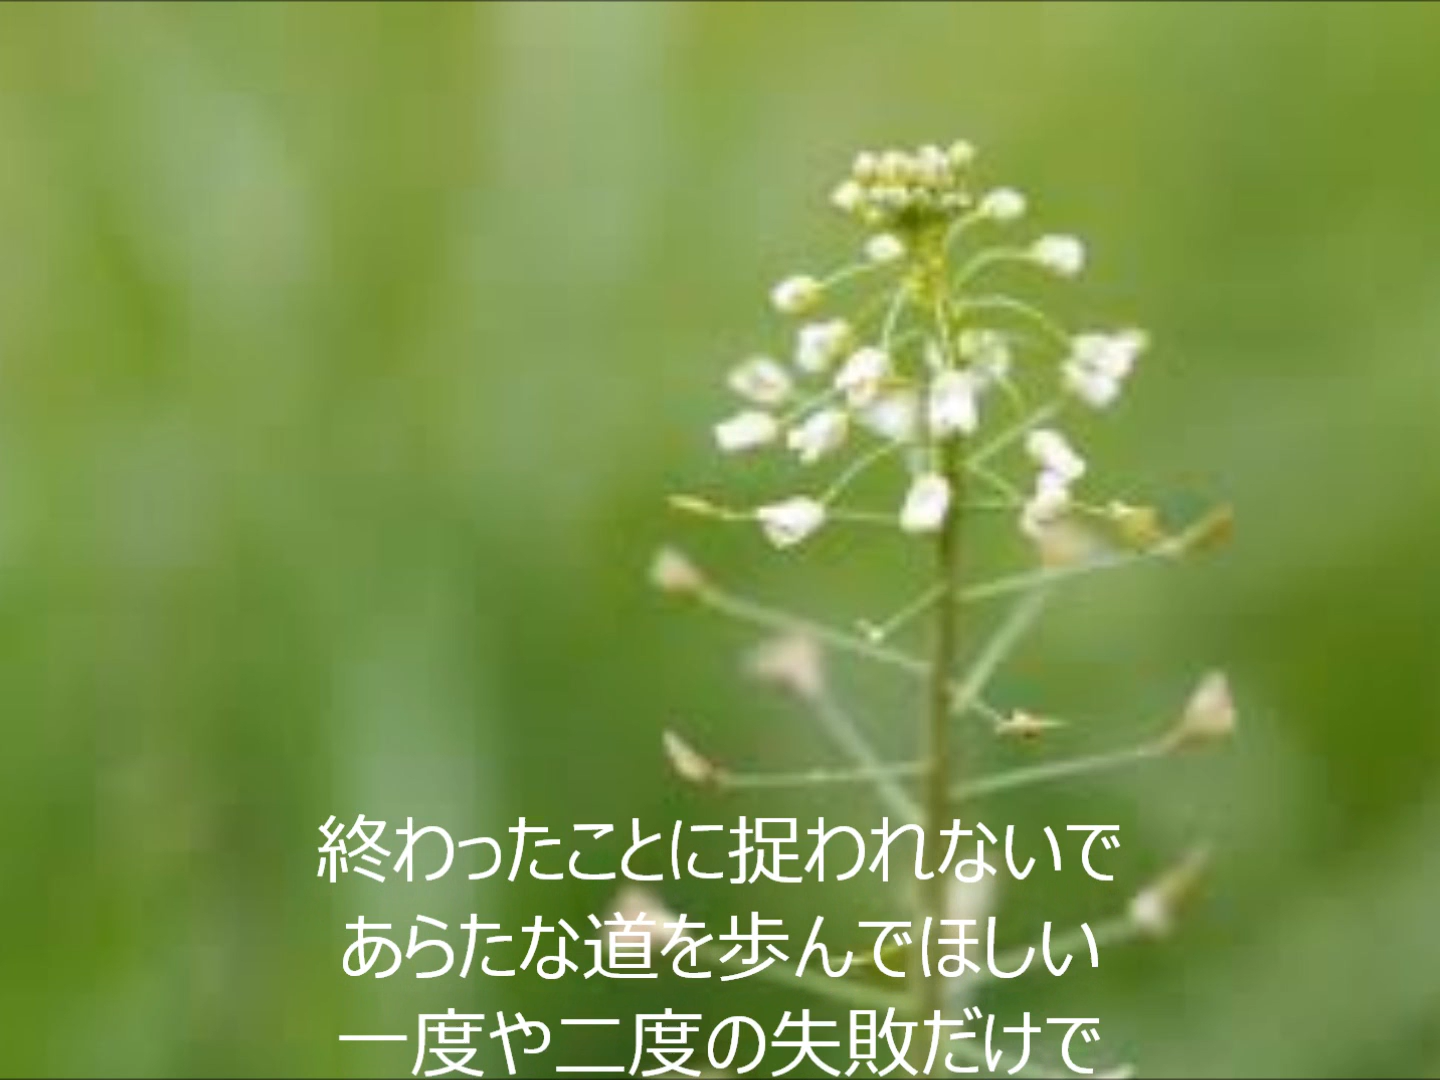 終わったことに捉われないで
あらたな道を歩んでほしい
一度や二度の失敗だけで